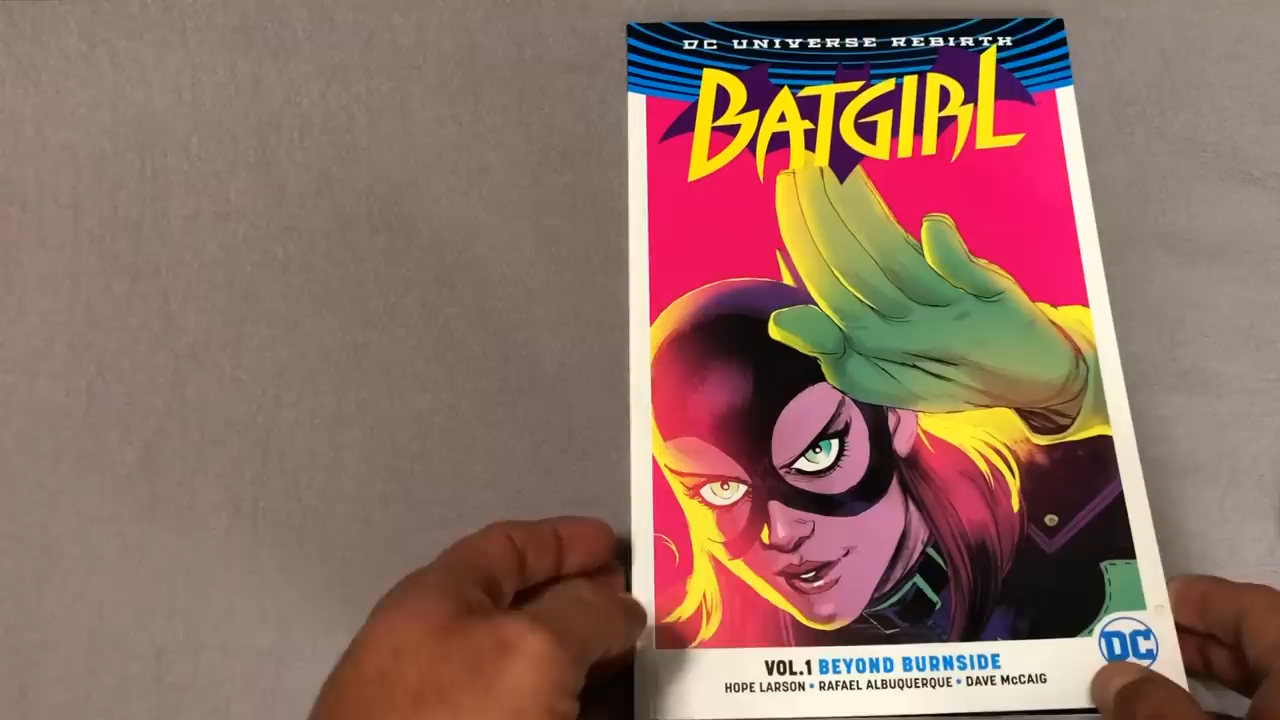 DC UNIVERSE REBIRTH
BATGIRL
VOL.1 BEYOND BURNSIDE
HOPE LARSON • RAFAEL ALBUQUERQUE • DAVE McCAIG
DC